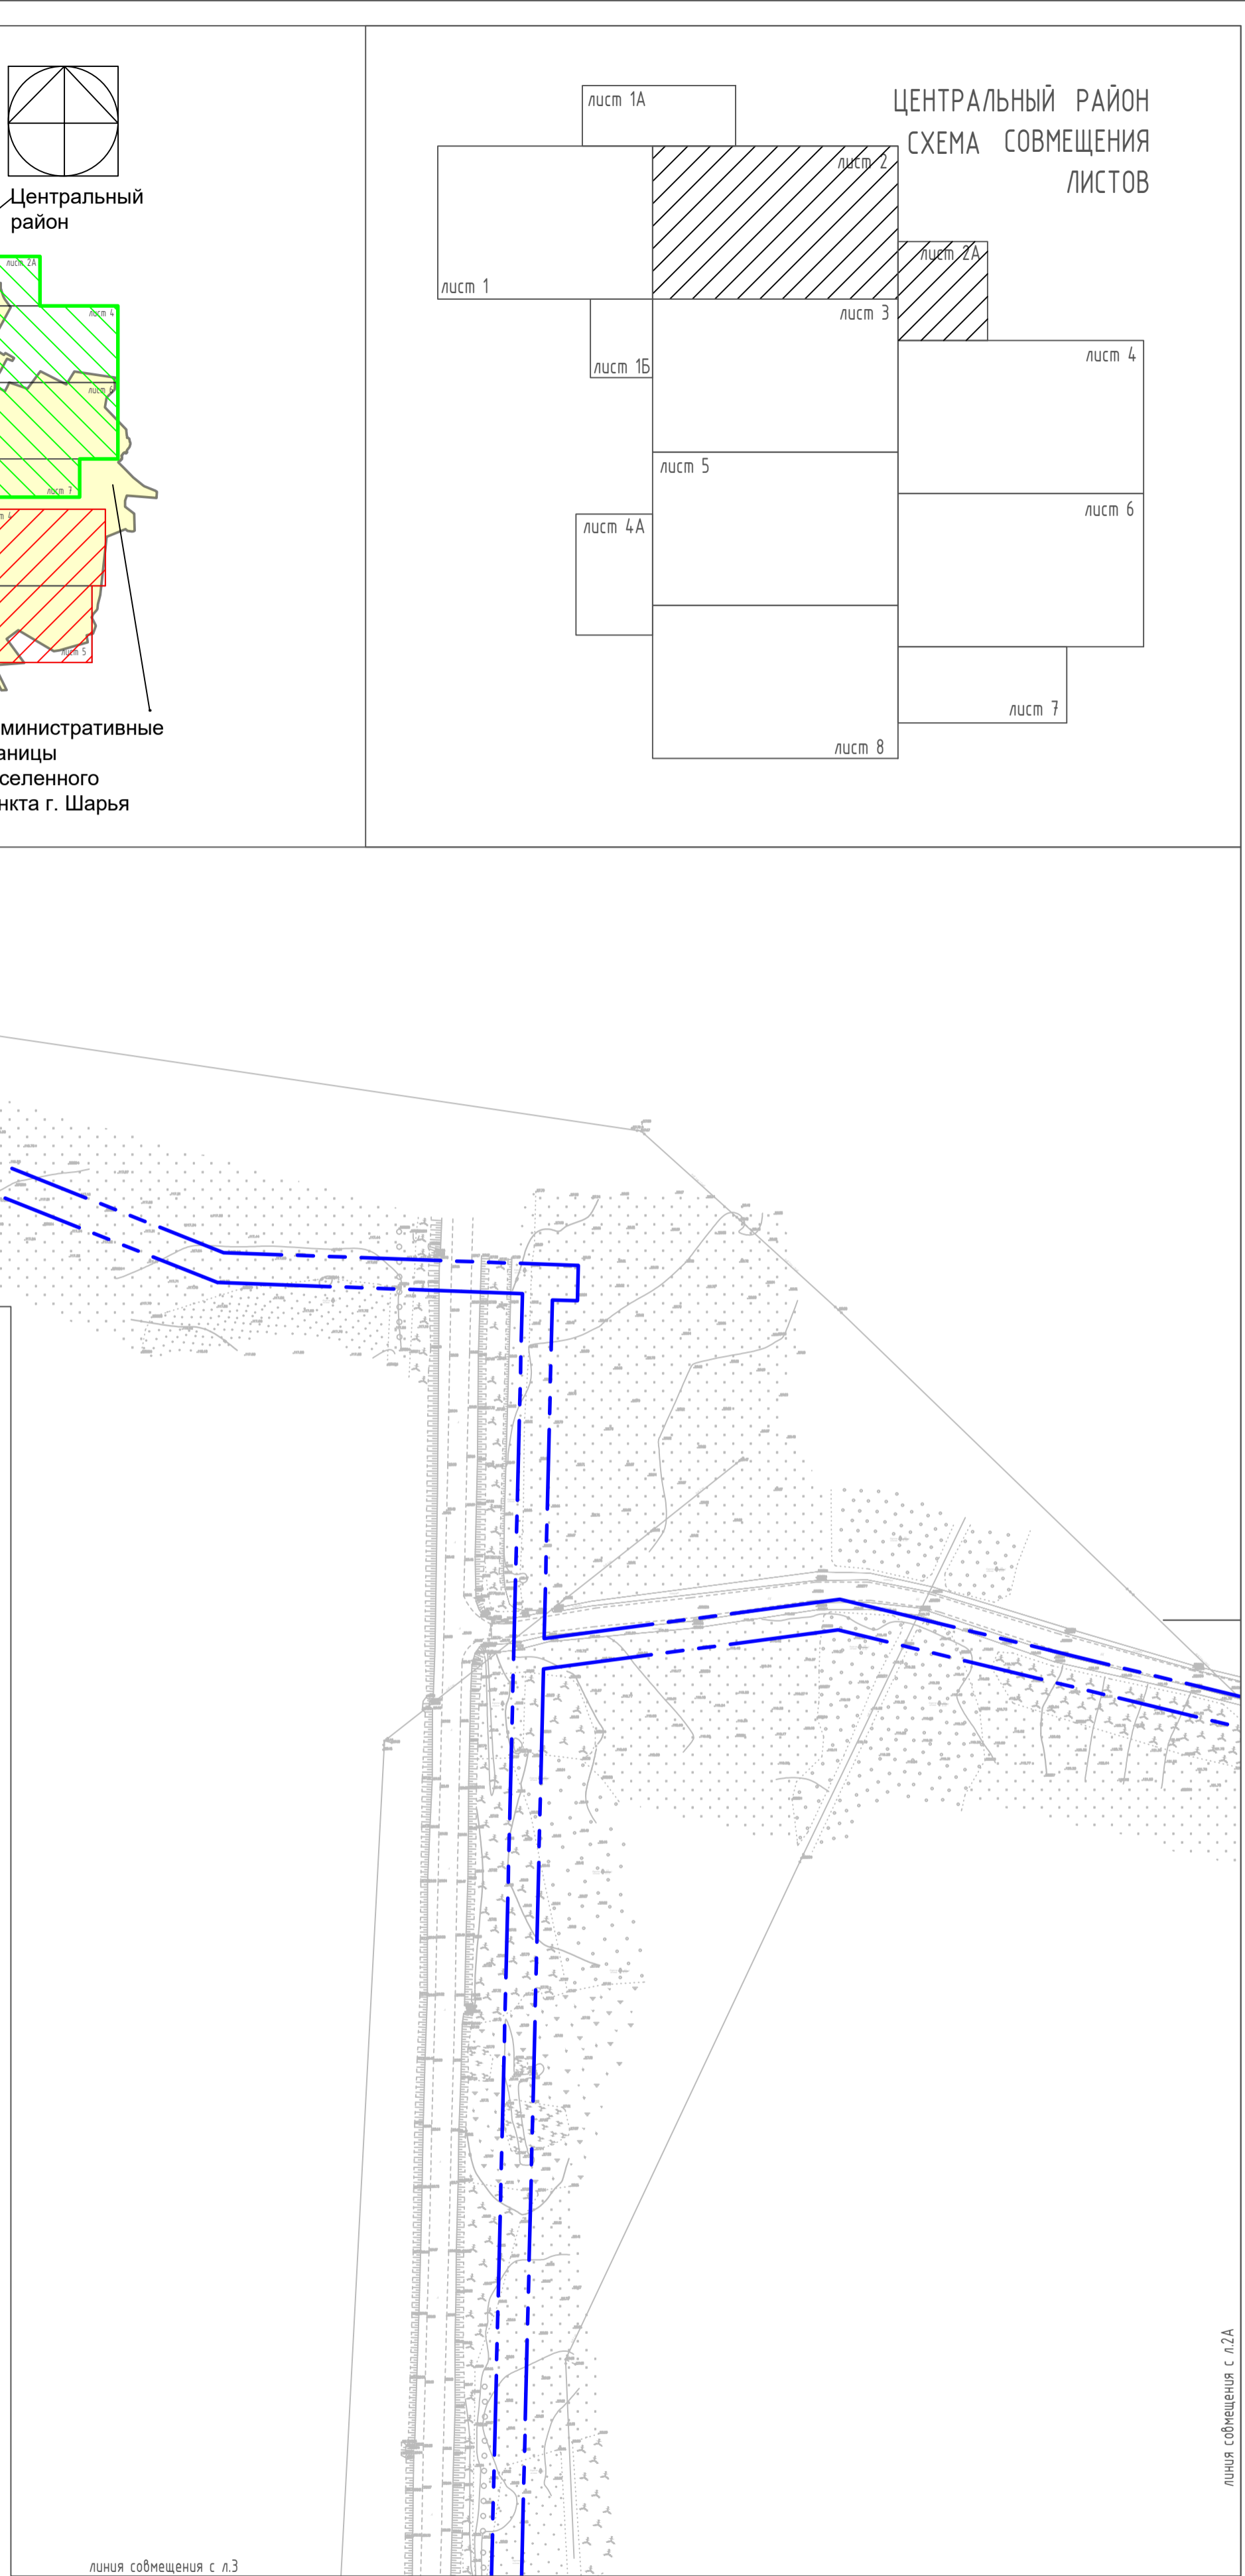 Центральный
район
лист 2А
лист 4
лист 6
лист 7
лист 5
министративные
аницы
селенного
нкта г. Шарья
ЦЕНТРАЛЬНЫЙ РАЙОН
СХЕМА СОВМЕЩЕНИЯ
ЛИСТОВ
лист 1А
лист 2
лист 2А
лист 1
лист 3
лист 1Б
лист 4
лист 5
лист 6
лист 4А
лист 7
лист 8
линия совмещения с л.2А
линия совмещения с л.3